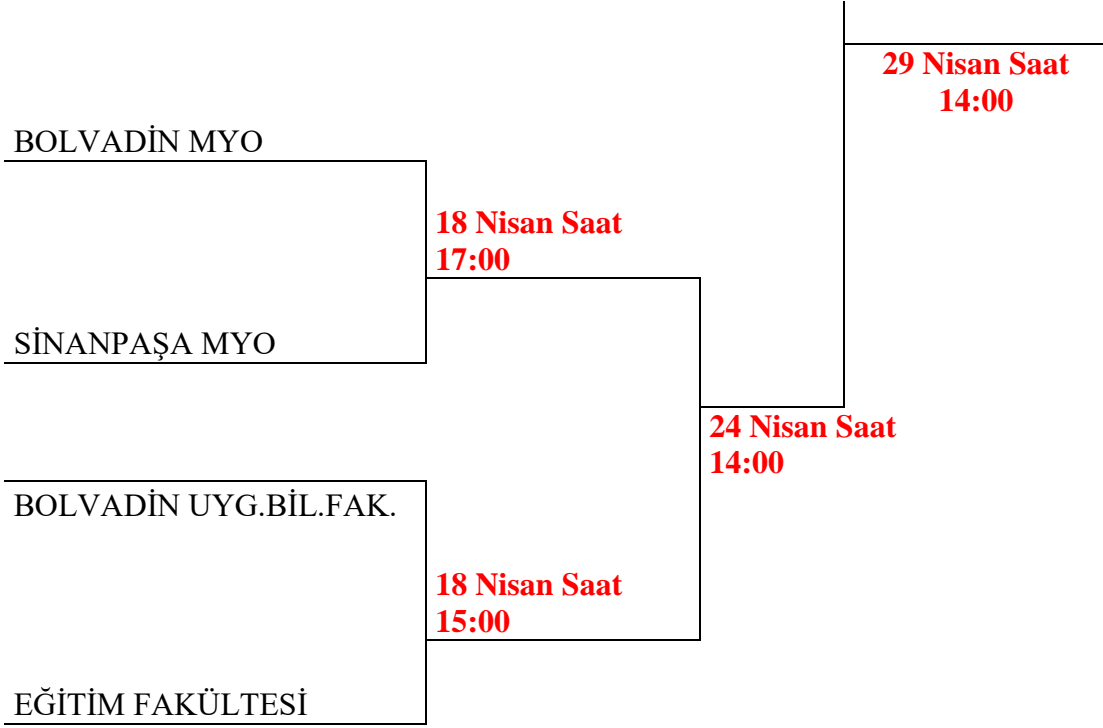 29 Nisan Saat
14:00
BOLVADİN MYO
18 Nisan Saat
17:00
SİNANPAŞA MYO
24 Nisan Saat
14:00
BOLVADİN UYG.BİL.FAK.
18 Nisan Saat
15:00
EĞİTİM FAKÜLTESİ